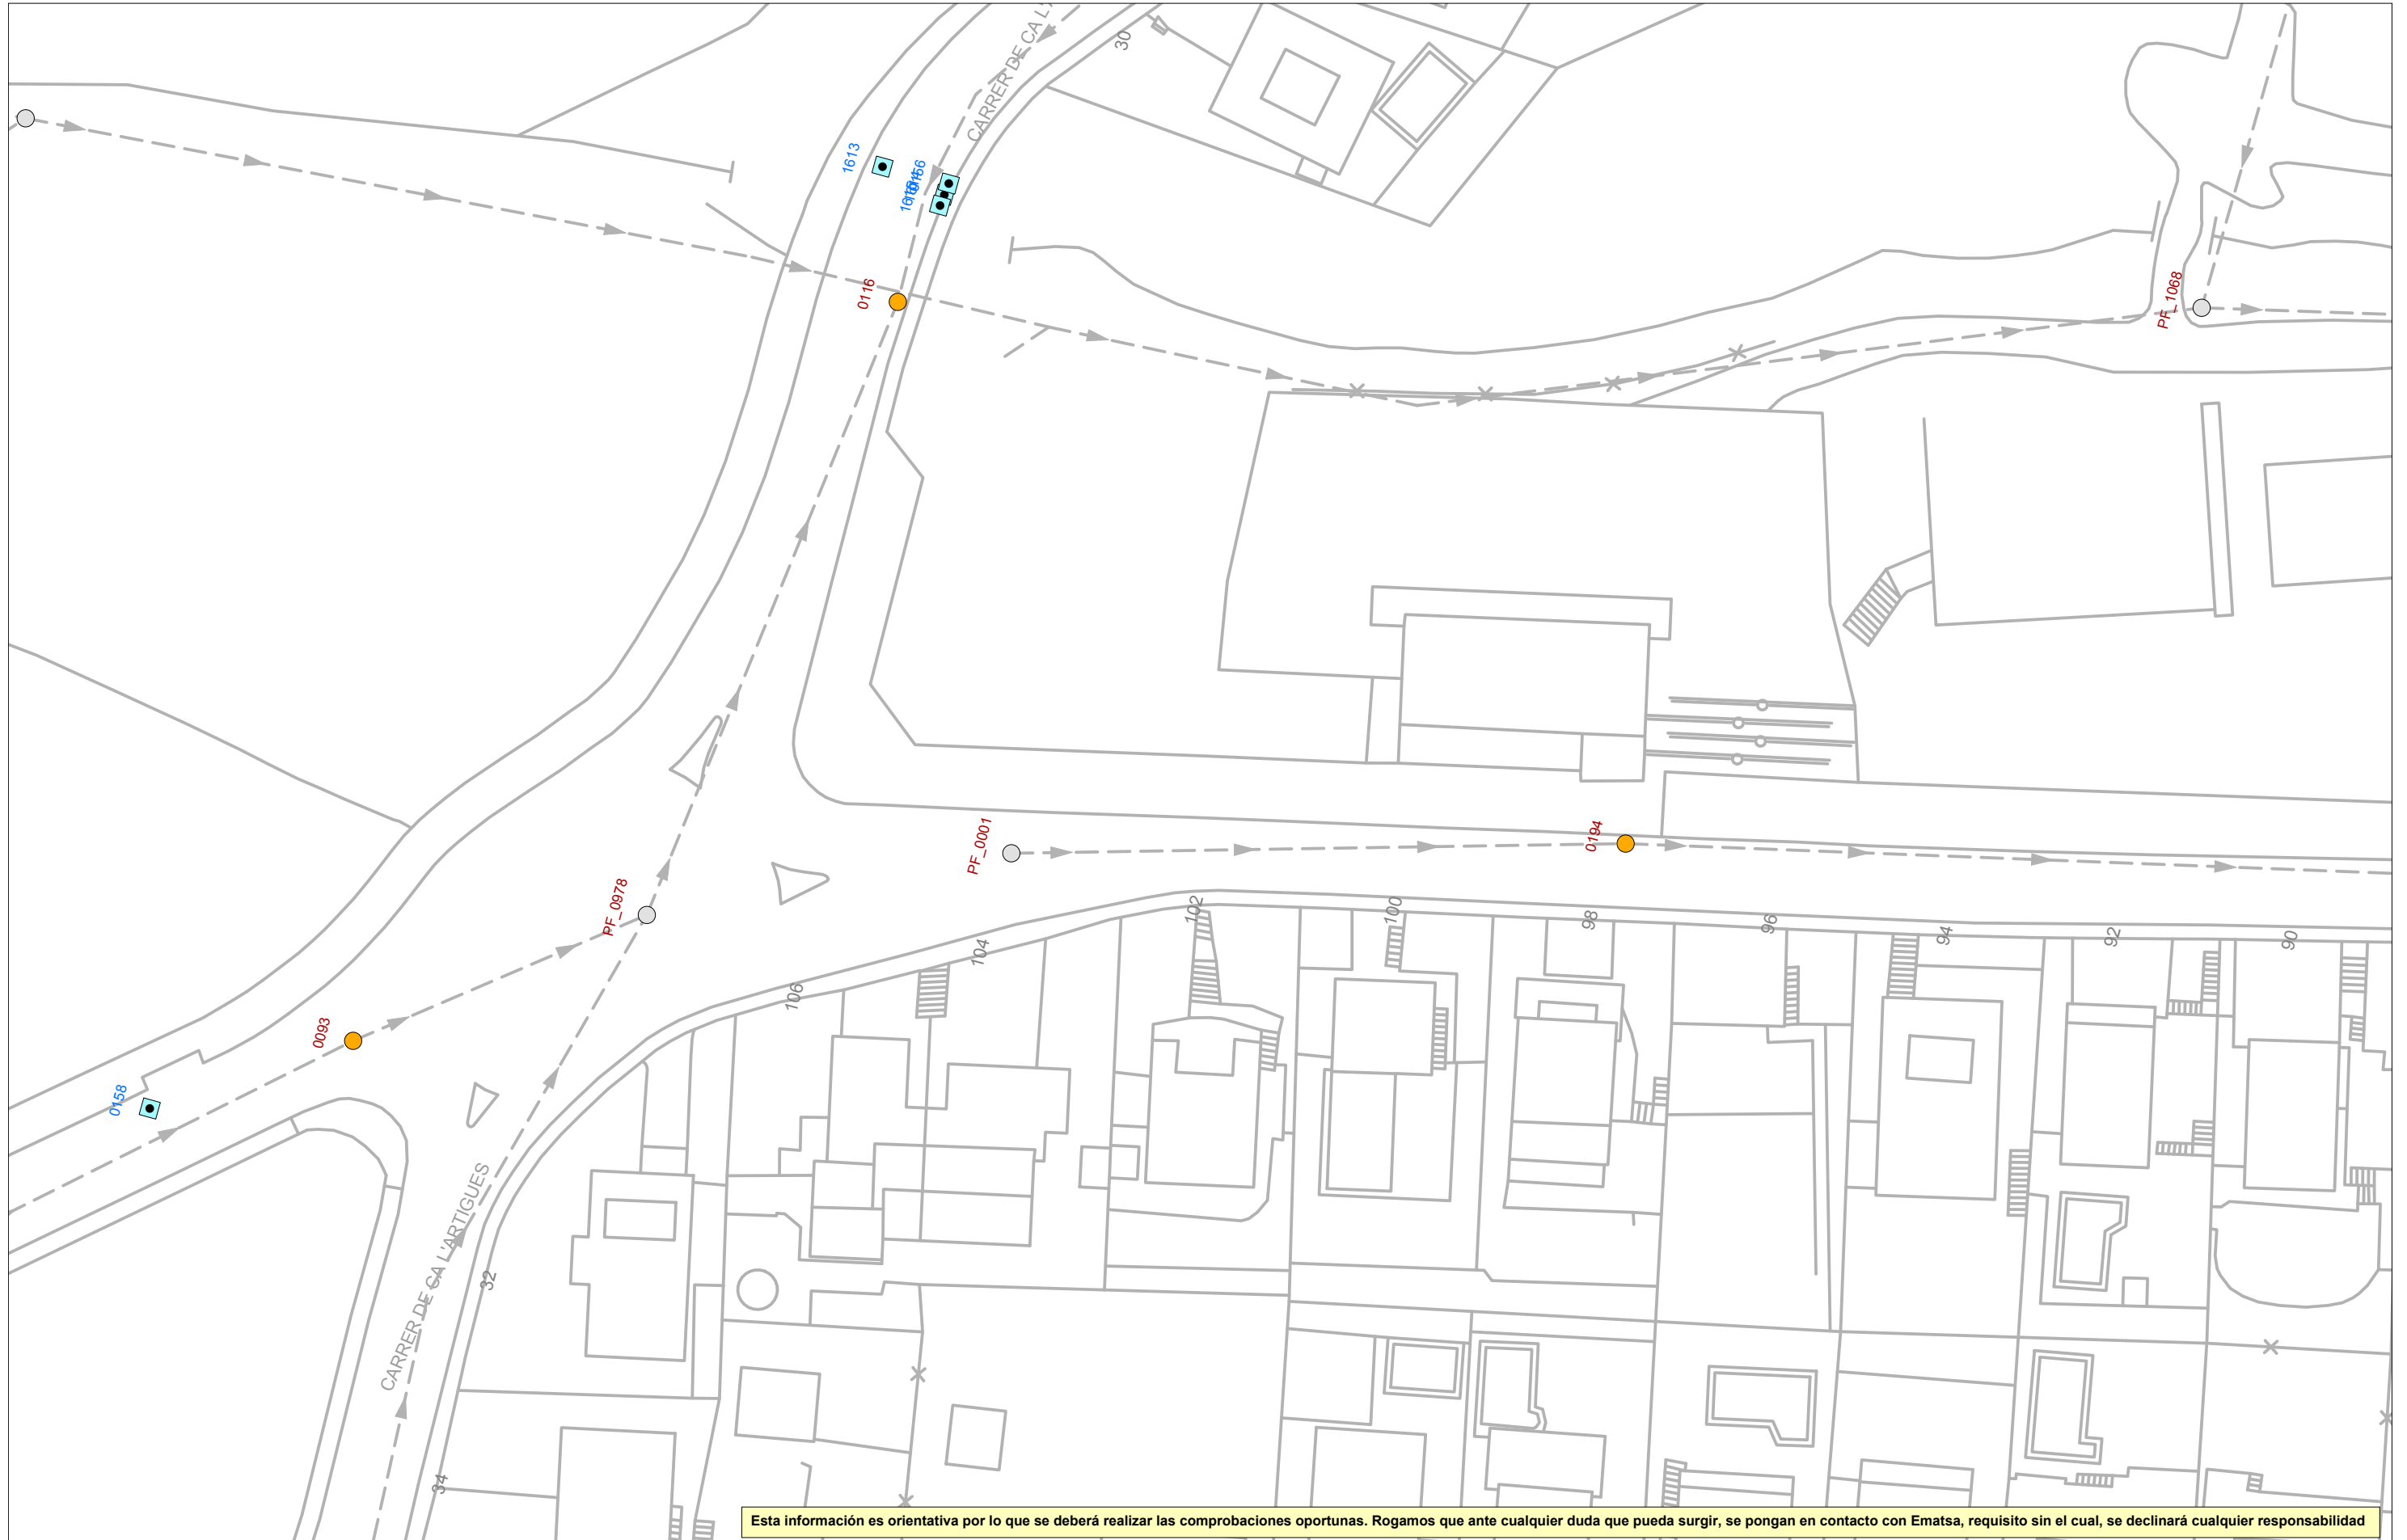 CARRER DE CA L'
30
1613
0116
PF_1068
PF_0001
0194
PF_0978
102
100
98
96
94
92
90
104
106
0093
0158
CARRER DE CA L'ARTIGUES
32
34
Esta información es orientativa por lo que se deberá realizar las comprobaciones oportunas. Rogamos que ante cualquier duda que pueda surgir, se pongan en contacto con Ematsa, requisito sin el cual, se declinará cualquier responsabilidad